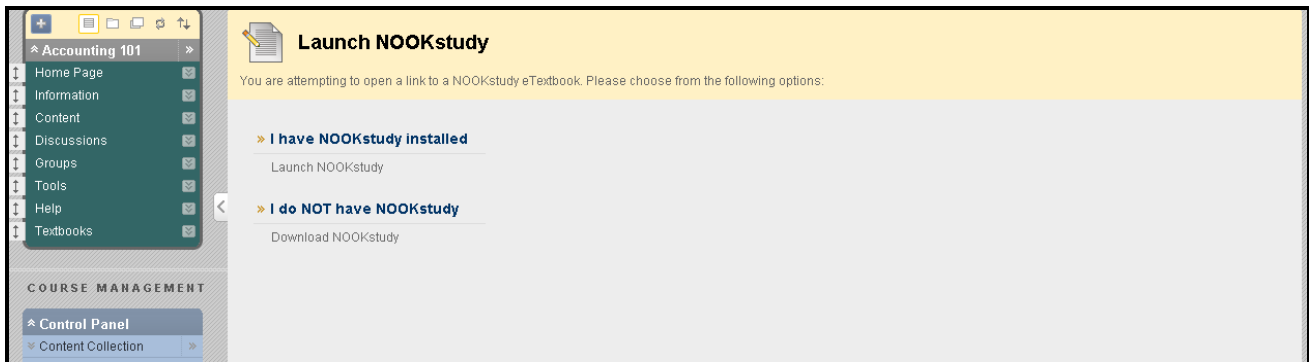 Accounting 101
Home Page
Information
Content
Discussions
Groups
Tools
Help
Textbooks
COURSE MANAGEMENT
Control Panel
Content Collection
Launch NOOKstudy
You are attempting to open a link to a NOOKstudy eTextbook. Please choose from the following options:
» I have NOOKstudy installed
Launch NOOKstudy
» I do NOT have NOOKstudy
Download NOOKstudy